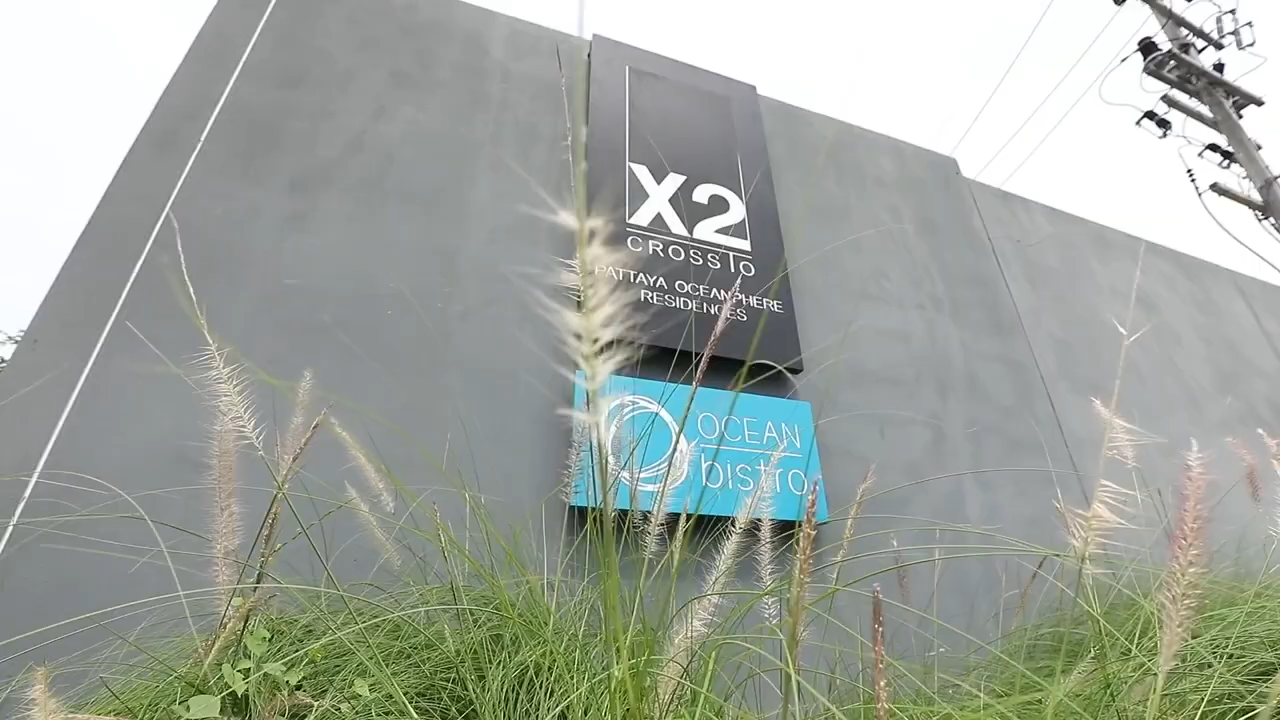 X2
CROSSTO
PATTAYA OCEANPHERE
RESIDENCES
OCEAN
bistro